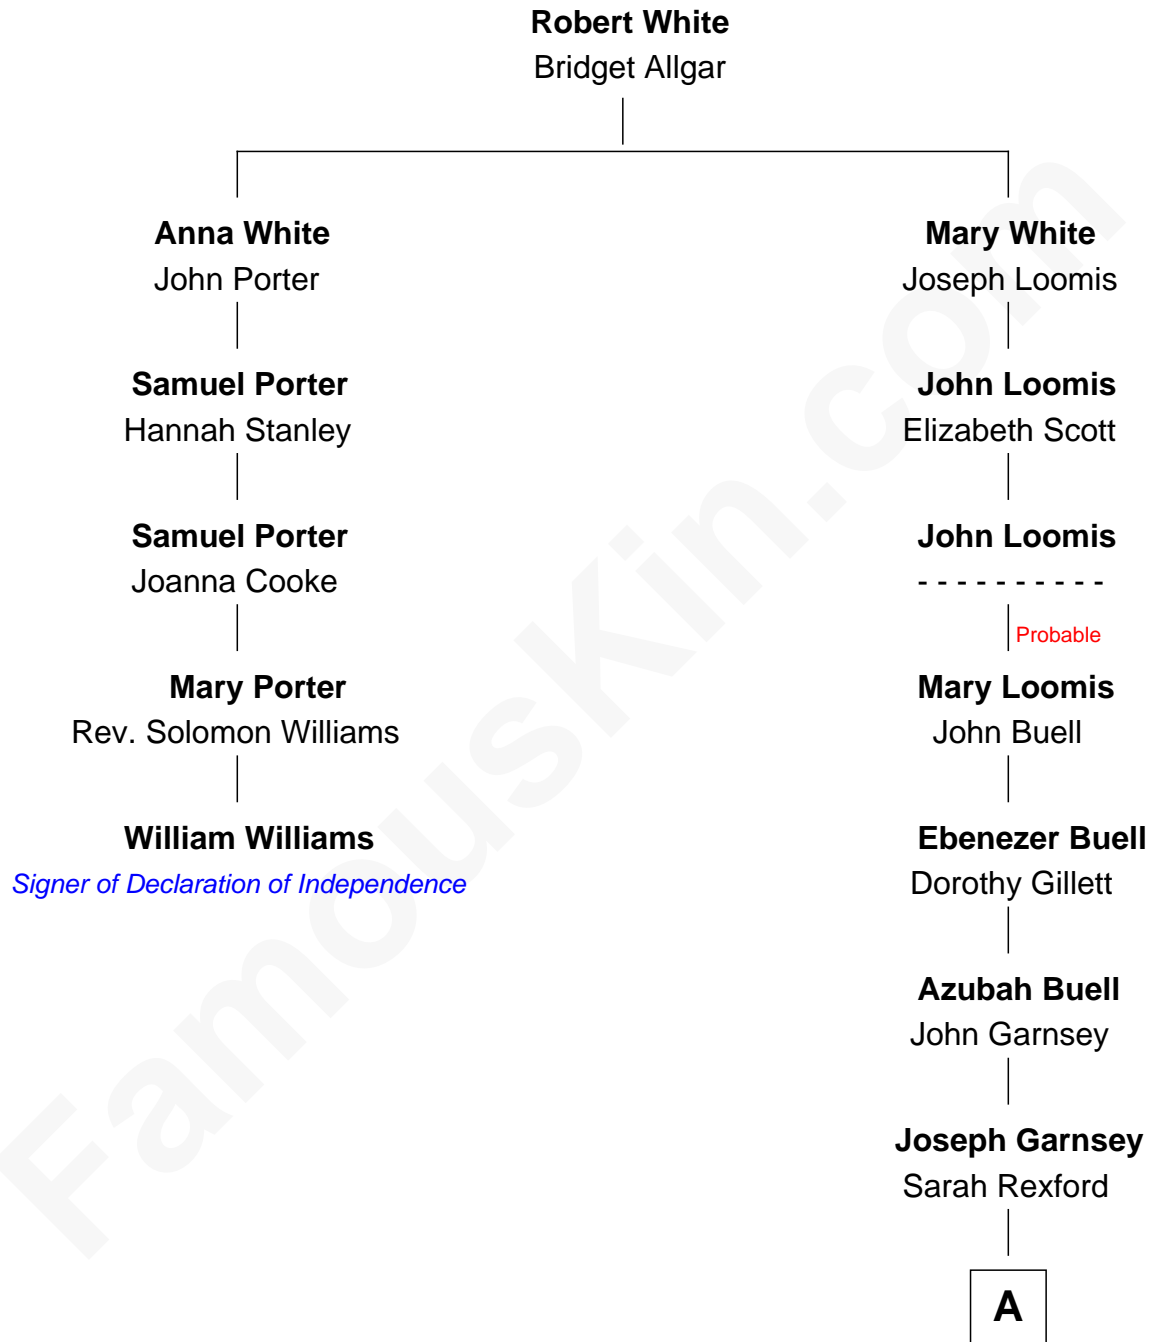 Robert White
Bridget Allgar
Anna White
John Porter
Mary White
Joseph Loomis
Samuel Porter
Hannah Stanley
John Loomis
Elizabeth Scott
Samuel Porter
Joanna Cooke
John Loomis
- - - - - - - - - -
Probable
Mary Porter
Rev. Solomon Williams
Mary Loomis
John Buell
William Williams
Signer of Declaration of Independence
Ebenezer Buell
Dorothy Gillett
Azubah Buell
John Garnsey
Joseph Garnsey
Sarah Rexford
A
FamousKin.com